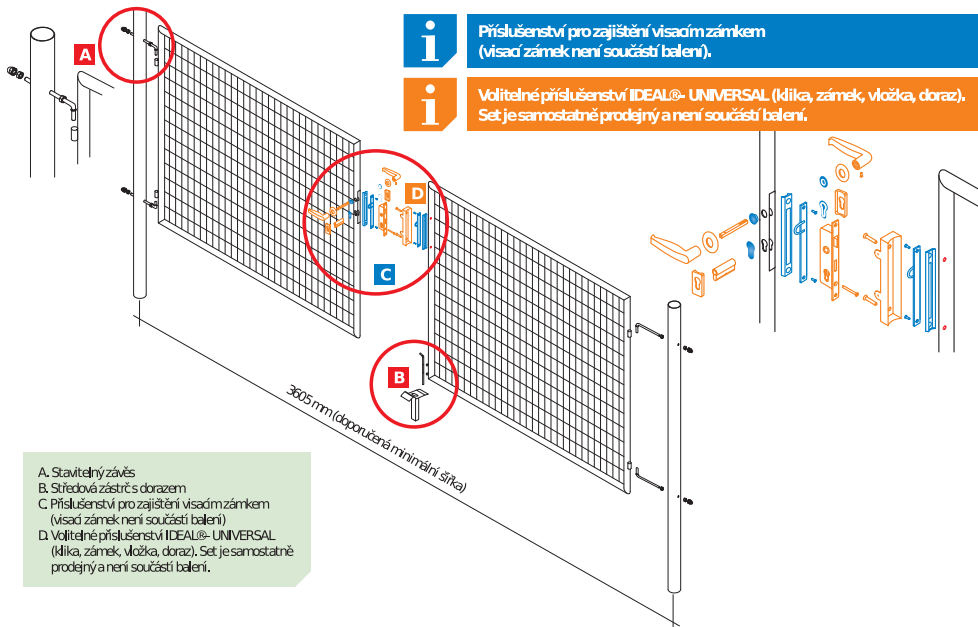 i
Příslušenství pro zajištění visacím zámkem
(visací zámek není součástí balení).
i
Volitelné příslušenství IDEAL®- UNIVERSAL (klika, zámek, vložka, doraz).
Set je samostatně prodejný a není součástí balení.
A
D
C
B
3605 mm (doporučená minimální šířka)
A. Stavitelný závěs
B. Středová zástrč s dorazem
C. Příslušenství pro zajištění visacím zámkem
(visací zámek není součástí balení)
D. Volitelné příslušenství IDEAL®- UNIVERSAL
(klika, zámek, vložka, doraz). Set je samostatně
prodejný a není součástí balení.